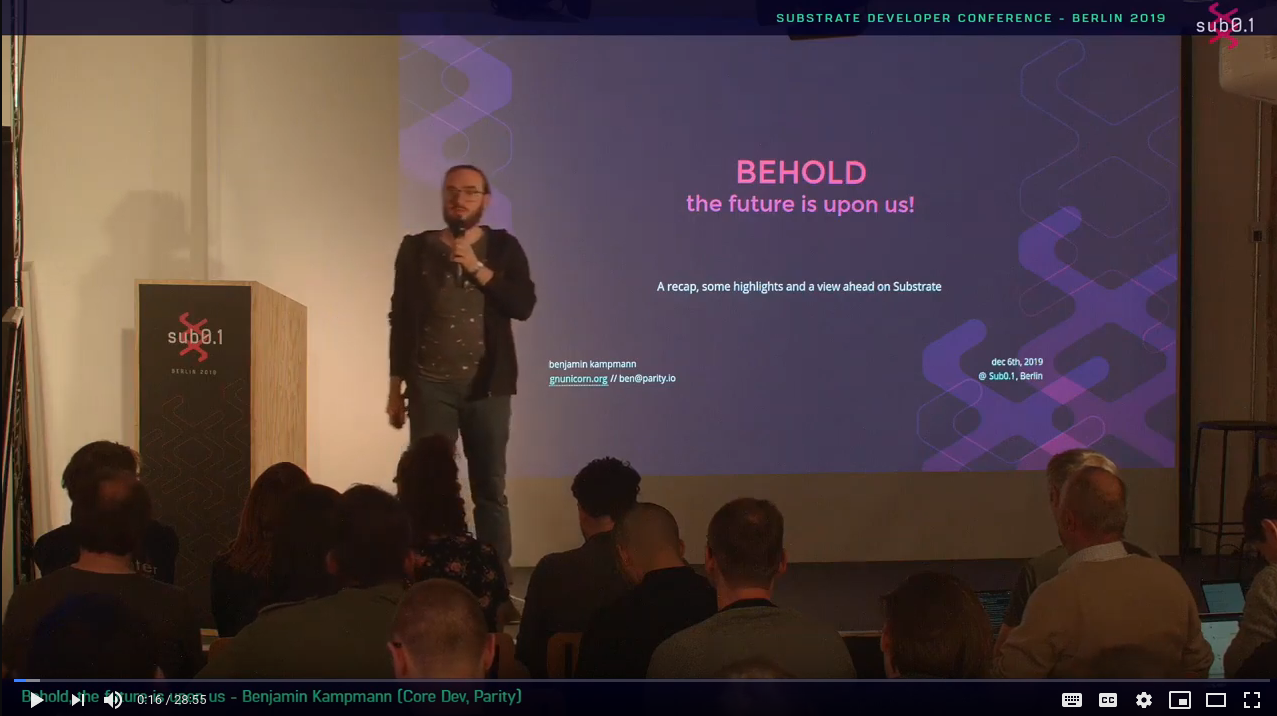 SUBSTRATE DEVELOPER CONFERENCE - BERLIN 2019
sub0.1
BEHOLD
the future is upon us!
A recap, some highlights and a view ahead on Substrate
benjamin kampmann
gnunicorn.org // ben@parity.io
dec 6th, 2019
@ Sub0.1, Berlin
sub0.1
BERLIN 2019
Behold, the future is upon us - Benjamin Kampmann (Core Dev, Parity)
0:16 / 28:55
CC